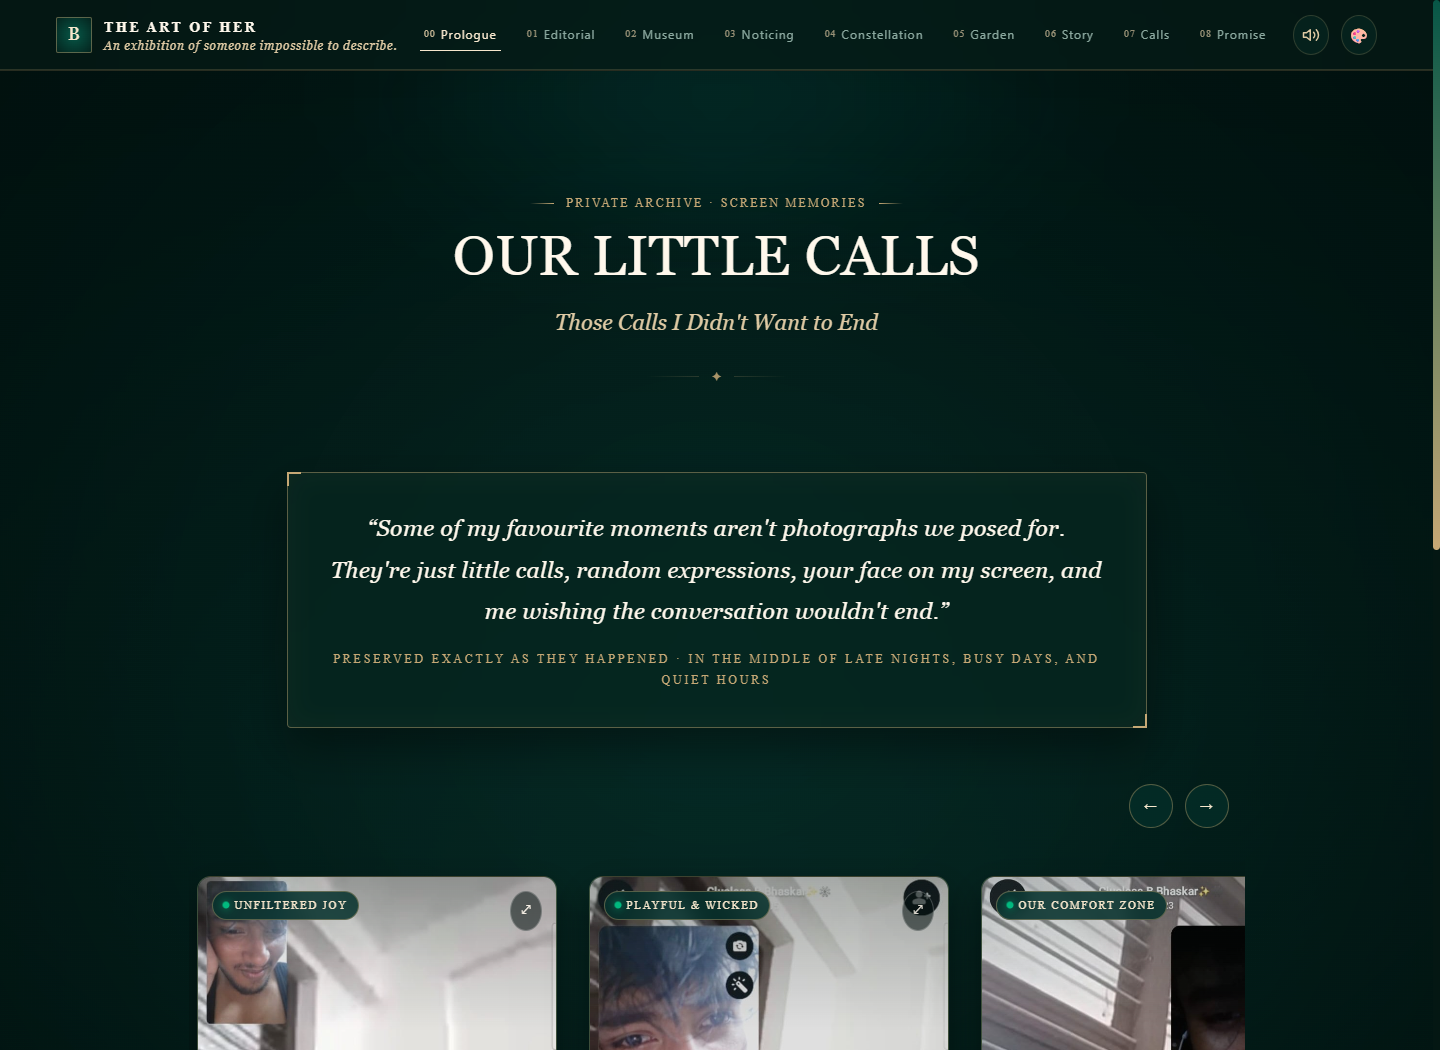 B
THE ART OF HER
An exhibition of someone impossible to describe.
00 Prologue
01 Editorial
02 Museum
03 Noticing
04 Constellation
05 Garden
06 Story
07 Calls
08 Promise
PRIVATE ARCHIVE · SCREEN MEMORIES
OUR LITTLE CALLS
Those Calls I Didn't Want to End
“Some of my favourite moments aren't photographs we posed for.
They're just little calls, random expressions, your face on my screen, and
me wishing the conversation wouldn't end.”
PRESERVED EXACTLY AS THEY HAPPENED · IN THE MIDDLE OF LATE NIGHTS, BUSY DAYS, AND
QUIET HOURS
← →
UNFILTERED JOY
PLAYFUL & WICKED
Bhaskar
OUR COMFORT ZONE
B Bhaskar✨